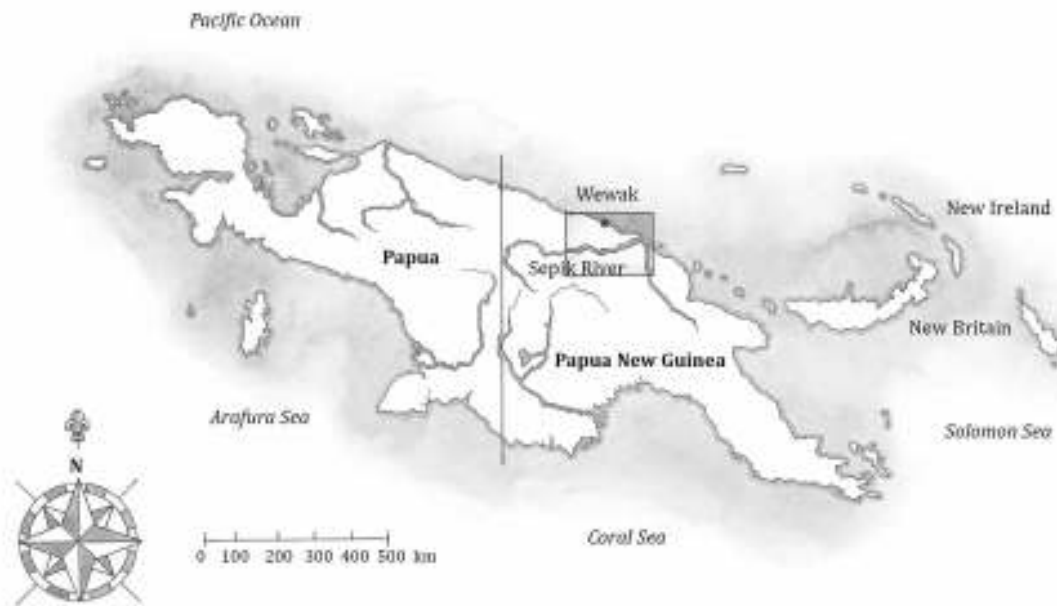 Pacific Ocean
Wewak
New Ireland
Papua
Sepik River
New Britain
Papua New Guinea
Arafura Sea
Solomon Sea
N
Coral Sea
0 100 200 300 400 500 km